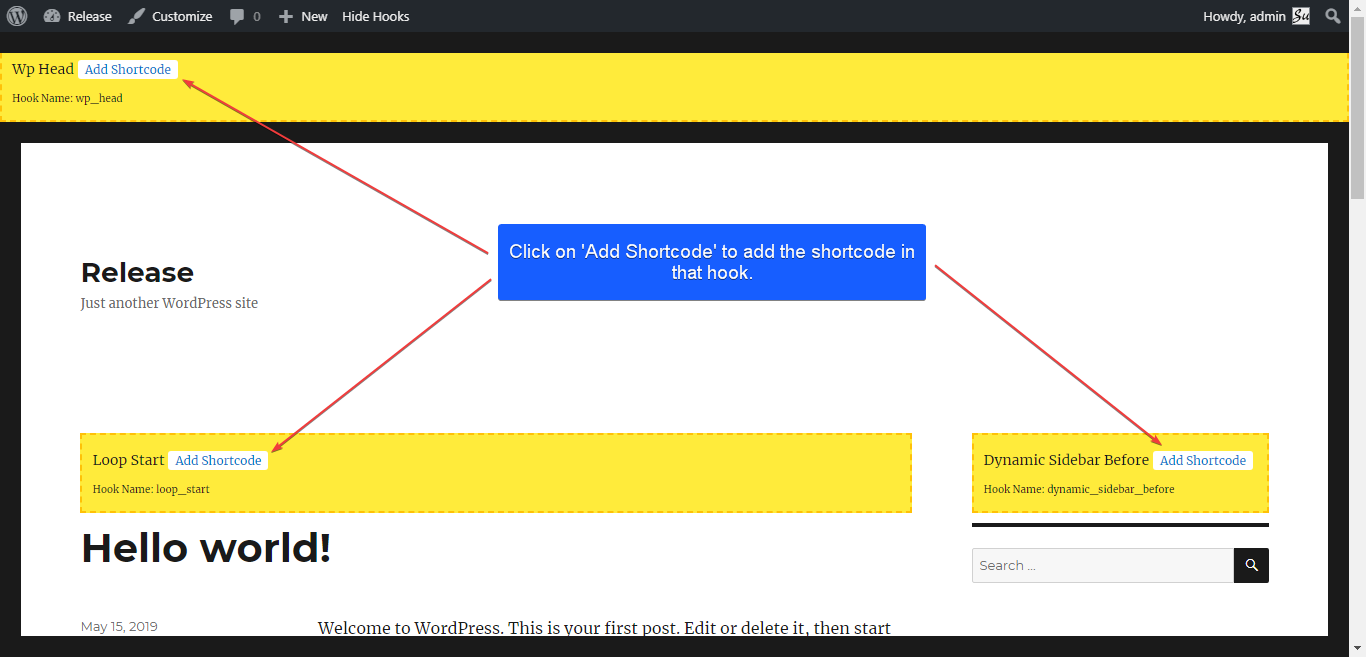 Release Customize 0 New Hide Hooks Howdy, admin
Wp Head Add Shortcode
Hook Name: wp_head
Click on 'Add Shortcode' to add the shortcode in
that hook.
Release
Just another WordPress site
Loop Start Add Shortcode
Hook Name: loop_start
Dynamic Sidebar Before Add Shortcode
Hook Name: dynamic_sidebar_before
Hello world!
Search ...
May 15, 2019
Welcome to WordPress. This is your first post. Edit or delete it, then start